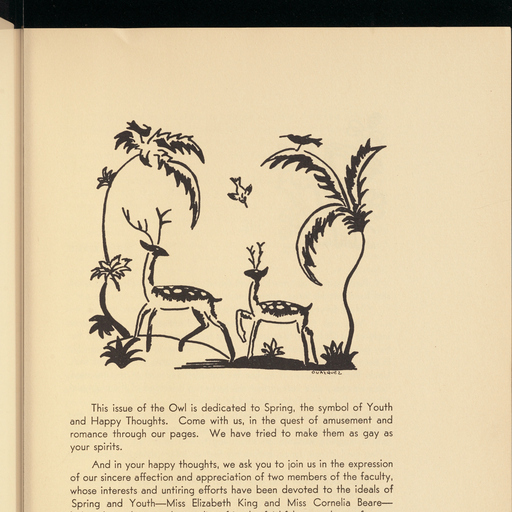 This issue of the Owl is dedicated to Spring, the symbol of Youth
and Happy Thoughts. Come with us, in the quest of amusement and
romance through our pages. We have tried to make them as gay as
your spirits.
And in your happy thoughts, we ask you to join us in the expression
of our sincere affection and appreciation of two members of the faculty,
whose interests and untiring efforts have been devoted to the ideals of
Spring and Youth—Miss Elizabeth King and Miss Cornelia Beare—